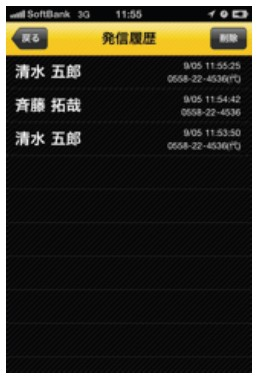 SoftBank 3G 11:55
戻る 発信履歴 削除
清水 五郎 9/05 11:55:25
0558-22-4536(代)
斉藤 拓哉 9/05 11:54:42
0558-22-4536
清水 五郎 9/05 11:53:50
0558-22-4536(代)